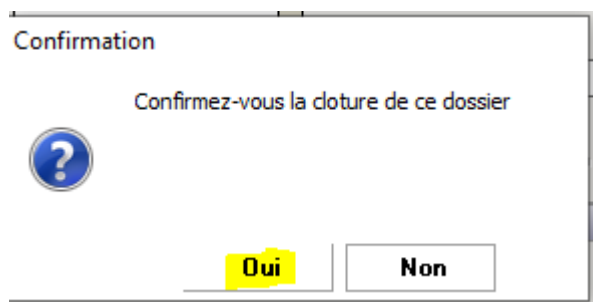 Confirmation
Confirmez-vous la cloture de ce dossier
?
Oui
Non